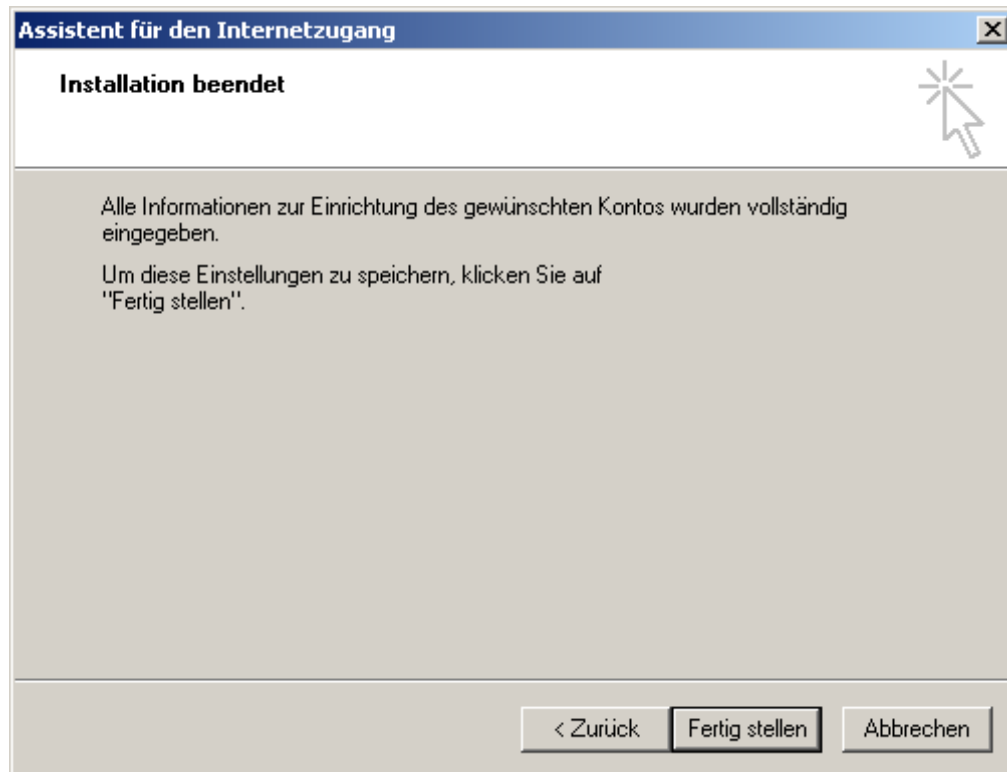 Assistent für den Internetzugang
Installation beendet
Alle Informationen zur Einrichtung des gewünschten Kontos wurden vollständig
eingegeben.
Um diese Einstellungen zu speichern, klicken Sie auf
"Fertig stellen".
< Zurück Fertig stellen Abbrechen